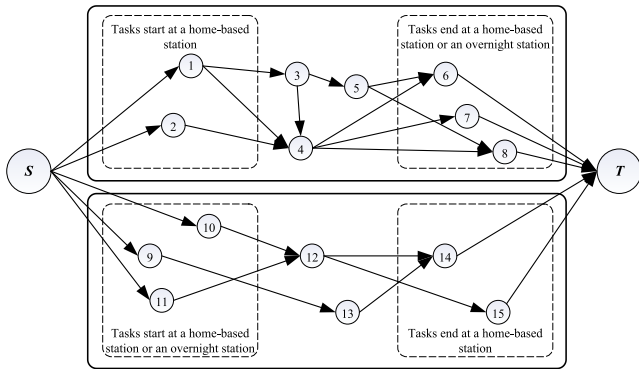 Tasks start at a home-based
station
Tasks end at a home-based
station or an overnight station
1
3
5
6
2
4
7
8
S
T
10
9
12
14
11
13
15
Tasks start at a home-based
station or an overnight station
Tasks end at a home-based
station